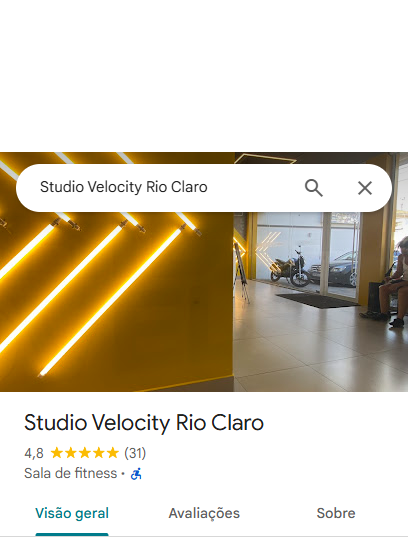 Studio Velocity Rio Claro
Studio Velocity Rio Claro
4,8 ★★★★★ (31)
Sala de fitness ·
Visão geral Avaliações Sobre